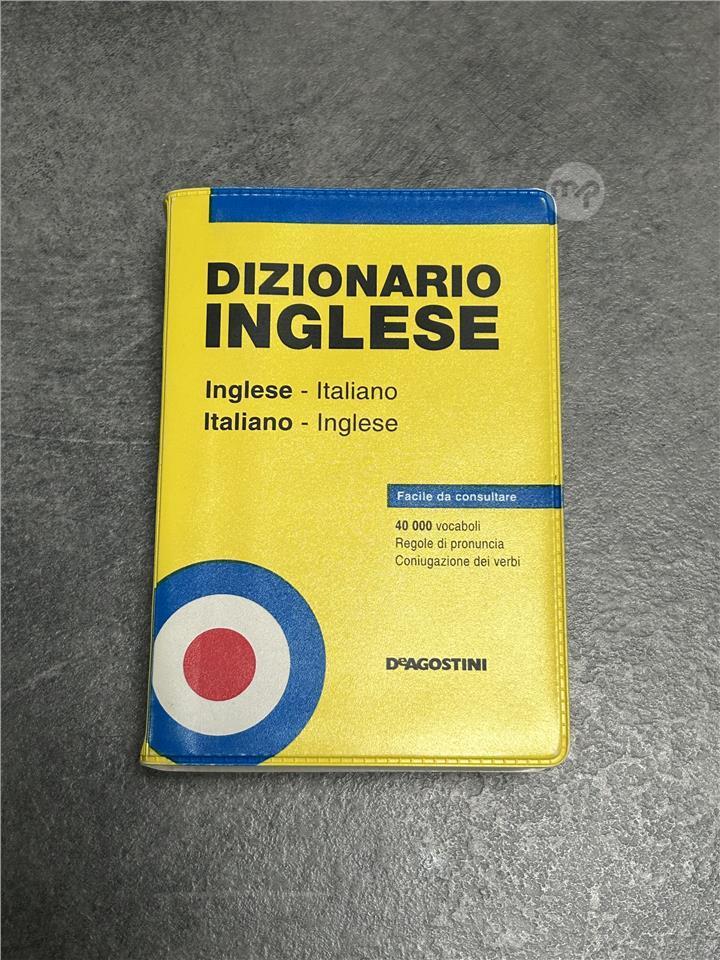 mp
DIZIONARIO
INGLESE
Inglese - Italiano
Italiano - Inglese
Facile da consultare
40 000 vocaboli
Regole di pronuncia
Coniugazione dei verbi
DeAGOSTINI